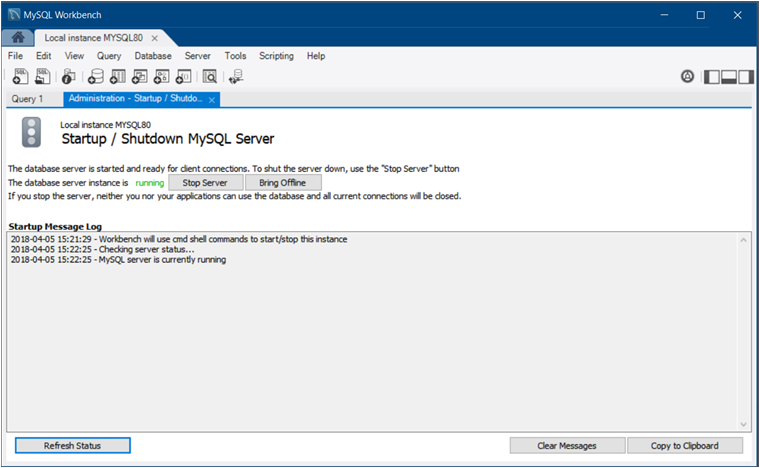 MySQL Workbench
Local instance MYSQL80
File Edit View Query Database Server Tools Scripting Help
Query 1 Administration - Startup / Shutdo...
Local instance MYSQL80
Startup / Shutdown MySQL Server
The database server is started and ready for client connections. To shut the server down, use the "Stop Server" button
The database server instance is running Stop Server Bring Offline
If you stop the server, neither you nor your applications can use the database and all current connections will be closed.
Startup Message Log
2018-04-05 15:21:29 - Workbench will use cmd shell commands to start/stop this instance
2018-04-05 15:22:25 - Checking server status...
2018-04-05 15:22:25 - MySQL server is currently running
Refresh Status Clear Messages Copy to Clipboard